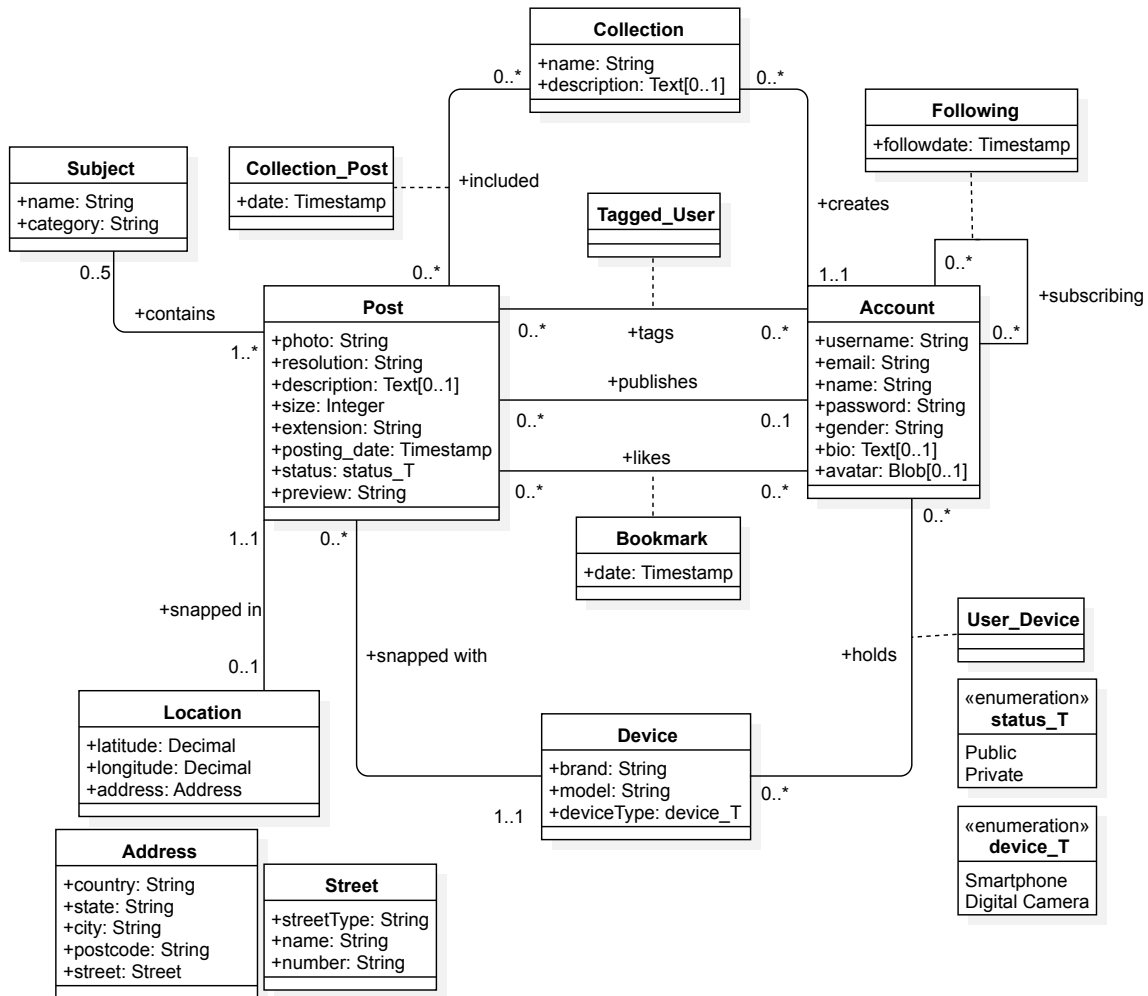 Collection
+name: String
+description: Text[0..1]
0..*
0..*
Following
+followdate: Timestamp
Subject
+name: String
+category: String
Collection_Post
+date: Timestamp
+included
Tagged_User
+creates
0..5
0..*
1..1
0..*
+subscribing
0..*
+contains
1..*
Post
+photo: String
+resolution: String
+description: Text[0..1]
+size: Integer
+extension: String
+posting_date: Timestamp
+status: status_T
+preview: String
0..*
+tags
0..*
+publishes
0..*
0..1
+likes
0..*
0..*
Account
+username: String
+email: String
+name: String
+password: String
+gender: String
+bio: Text[0..1]
+avatar: Blob[0..1]
1..1
0..*
Bookmark
+date: Timestamp
0..*
+snapped in
+snapped with
+holds
User_Device
0..1
Location
+latitude: Decimal
+longitude: Decimal
+address: Address
Device
+brand: String
+model: String
+deviceType: device_T
1..1
0..*
«enumeration»
status_T
Public
Private
«enumeration»
device_T
Smartphone
Digital Camera
Address
+country: String
+state: String
+city: String
+postcode: String
+street: Street
Street
+streetType: String
+name: String
+number: String